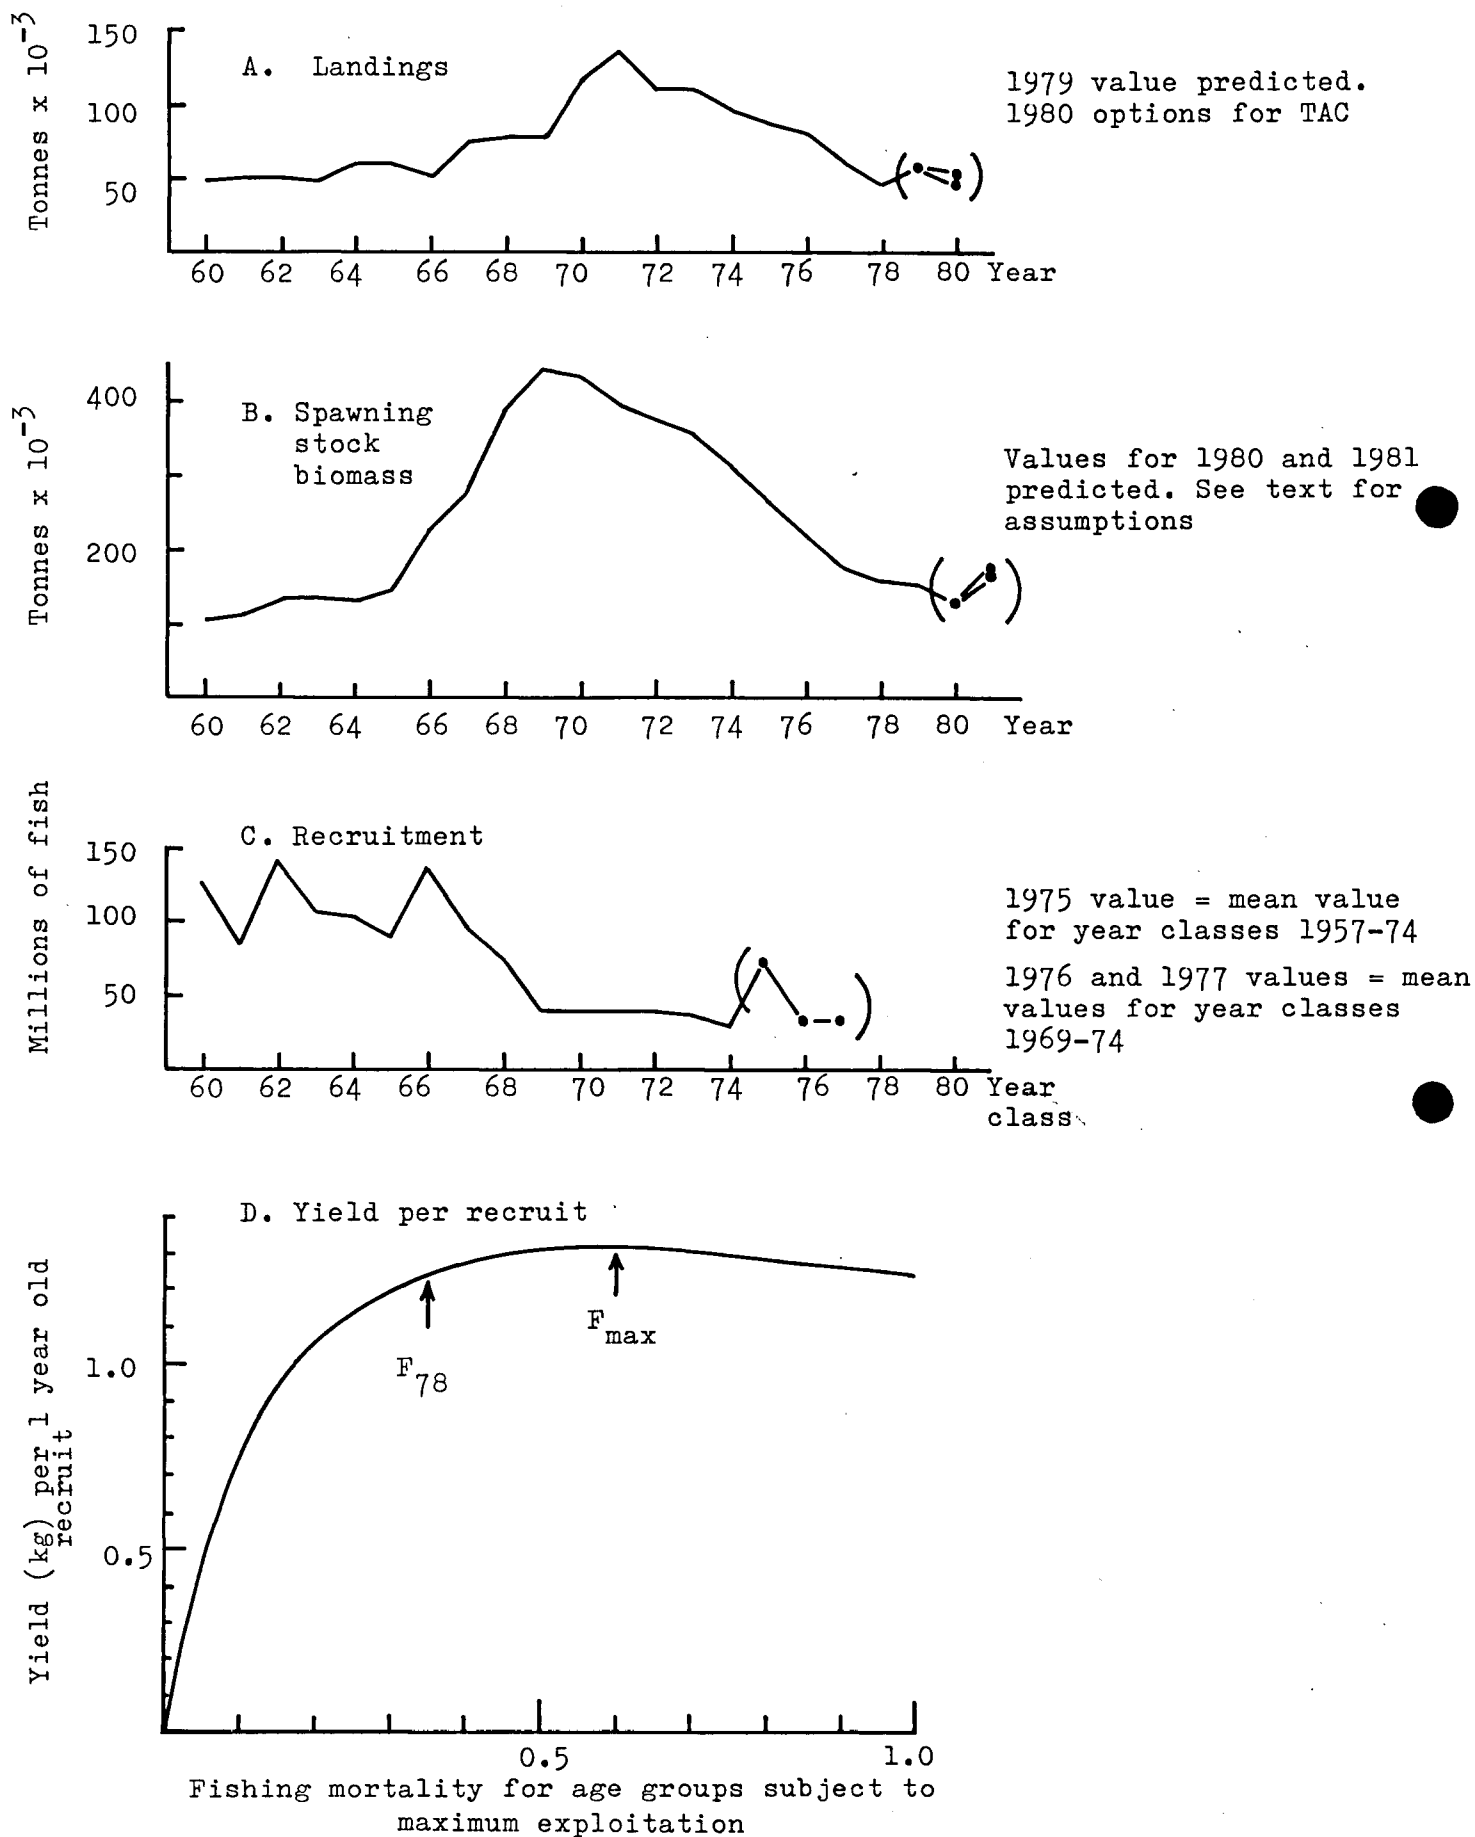 Tonnes x 10⁻³
150
100
50
A. Landings
1979 value predicted.
1980 options for TAC
60 62 64 66 68 70 72 74 76 78 80 Year
Tonnes x 10⁻³
400
200
B. Spawning
stock
biomass
Values for 1980 and 1981
predicted. See text for
assumptions
60 62 64 66 68 70 72 74 76 78 80 Year
Millions of fish
150
100
50
C. Recruitment
1975 value = mean value
for year classes 1957-74
1976 and 1977 values = mean
values for year classes
1969-74
60 62 64 66 68 70 72 74 76 78 80 Year
class
Yield (kg) per 1 year old
recruit
1.0
0.5
D. Yield per recruit
F78
Fmax
0.5 1.0
Fishing mortality for age groups subject to
maximum exploitation